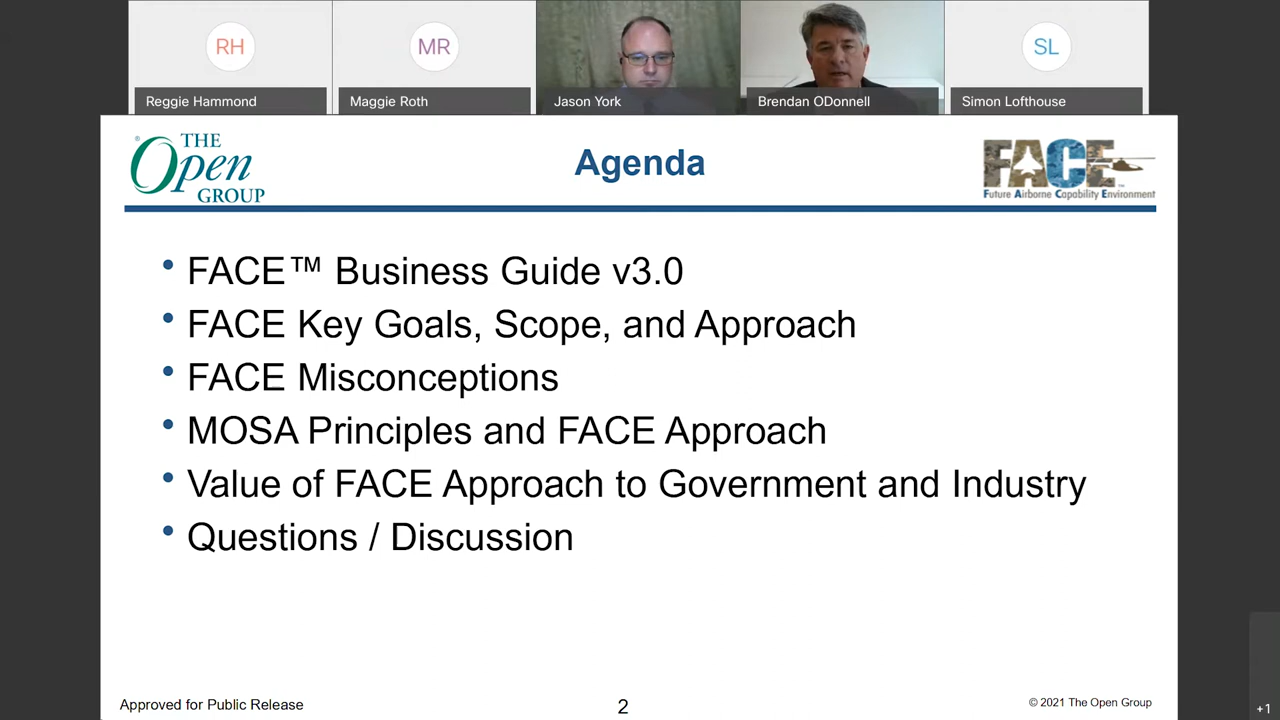 RH
MR
SL
Reggie Hammond
Maggie Roth
Jason York
Brendan ODonnell
Simon Lofthouse
® THE
Open
GROUP
Agenda
FACE™
Future Airborne Capability Environment
• FACE™ Business Guide v3.0
• FACE Key Goals, Scope, and Approach
• FACE Misconceptions
• MOSA Principles and FACE Approach
• Value of FACE Approach to Government and Industry
• Questions / Discussion
Approved for Public Release
2
© 2021 The Open Group
+1